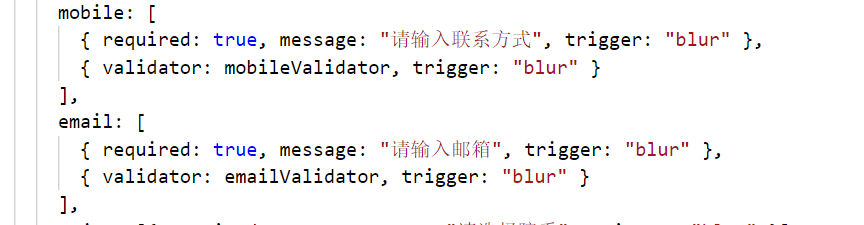 mobile: [
{ required: true, message: "请输入联系方式", trigger: "blur" },
{ validator: mobileValidator, trigger: "blur" }
],
email: [
{ required: true, message: "请输入邮箱", trigger: "blur" },
{ validator: emailValidator, trigger: "blur" }
],